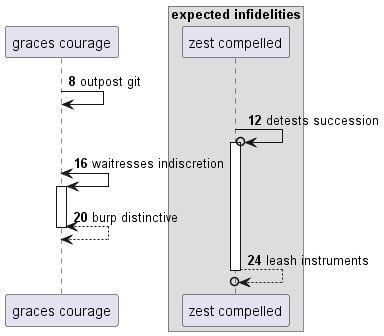 expected infidelities
graces courage
zest compelled
8 outpost git
12 detests succession
16 waitresses indiscretion
20 burp distinctive
24 leash instruments
graces courage
zest compelled